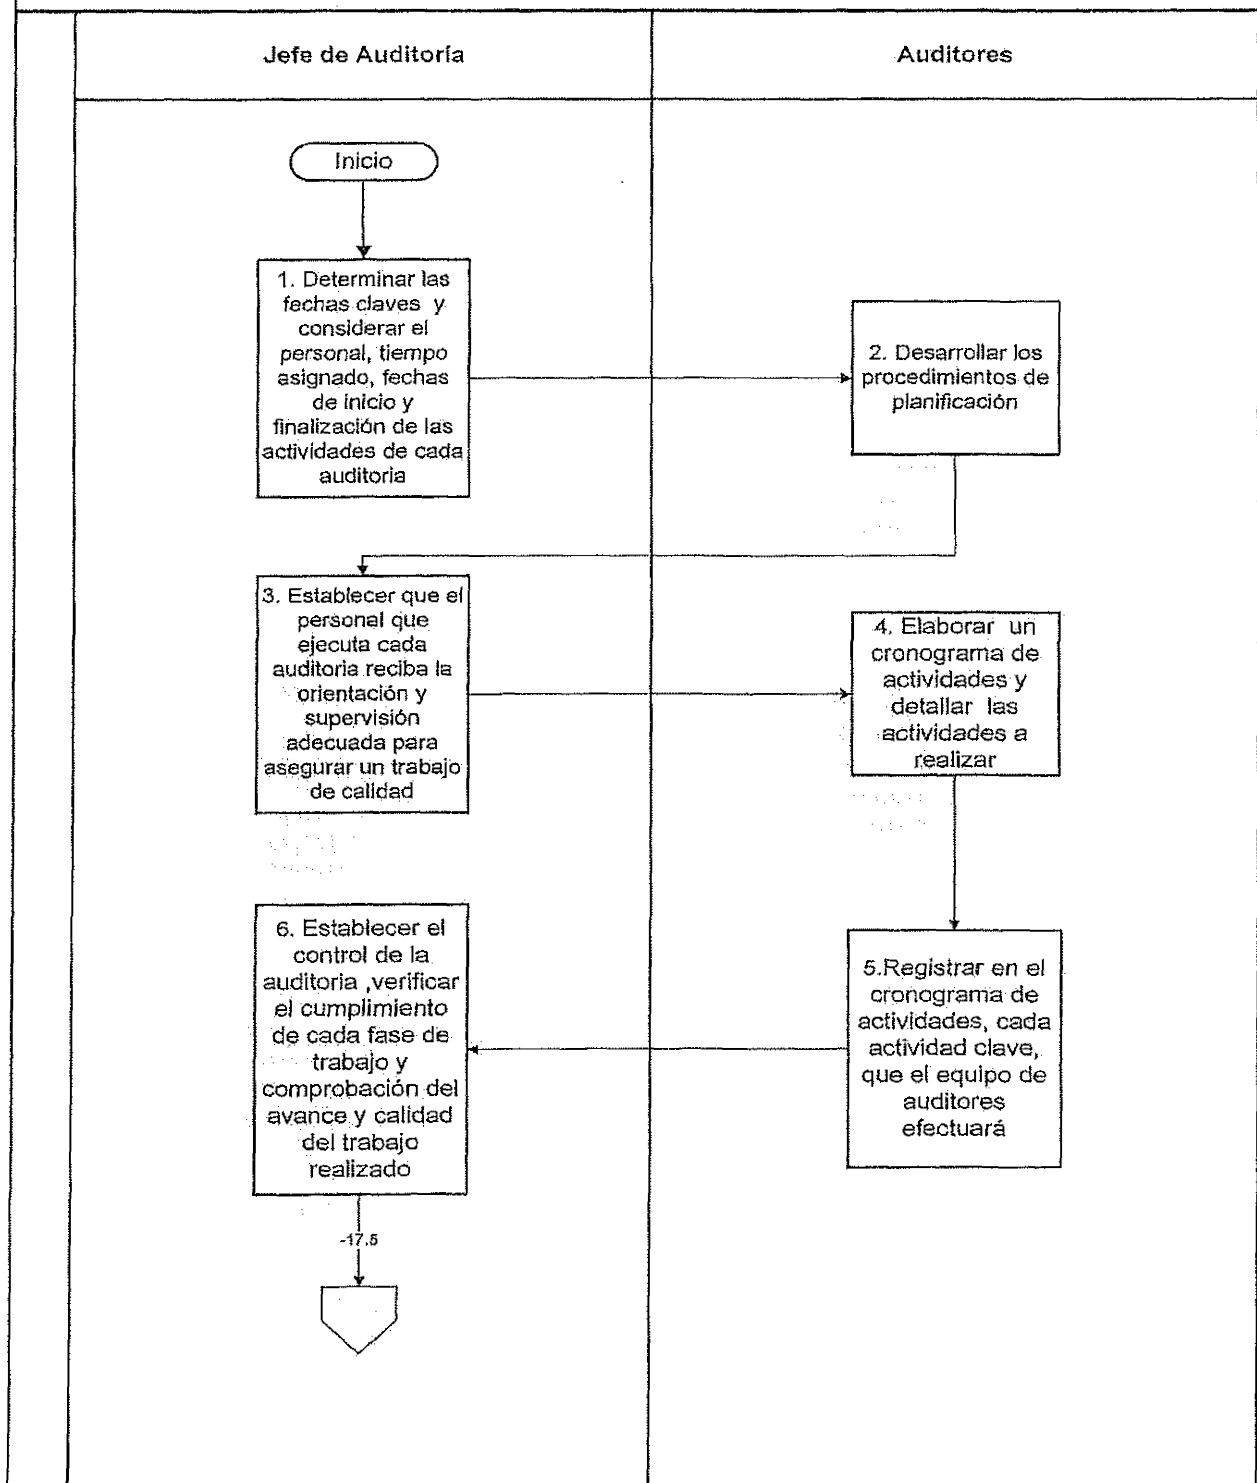 Jefe de Auditoría
Auditores
Inicio
1. Determinar las
fechas claves y
considerar el
personal, tiempo
asignado, fechas
de inicio y
finalización de las
actividades de cada
auditoria
2. Desarrollar los
procedimientos de
planificación
3. Establecer que el
personal que
ejecuta cada
auditoria reciba la
orientación y
supervisión
adecuada para
asegurar un trabajo
de calidad
4. Elaborar un
cronograma de
actividades y
detallar las
actividades a
realizar
5.Registrar en el
cronograma de
actividades, cada
actividad clave,
que el equipo de
auditores
efectuará
6. Establecer el
control de la
auditoria ,verificar
el cumplimiento
de cada fase de
trabajo y
comprobación del
avance y calidad
del trabajo
realizado
-17.5